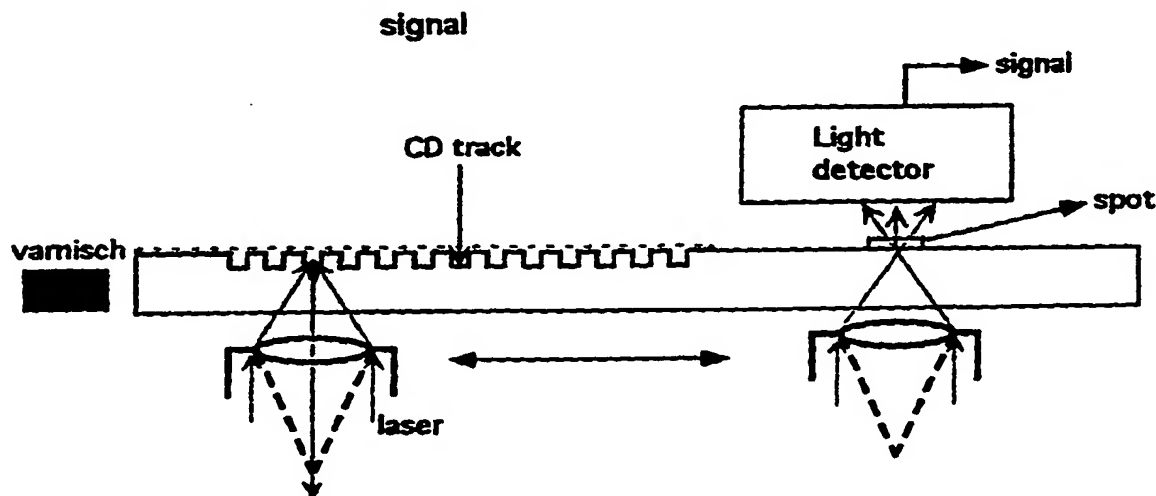 signal
signal
Light
detector
CD track
spot
varnisch
laser